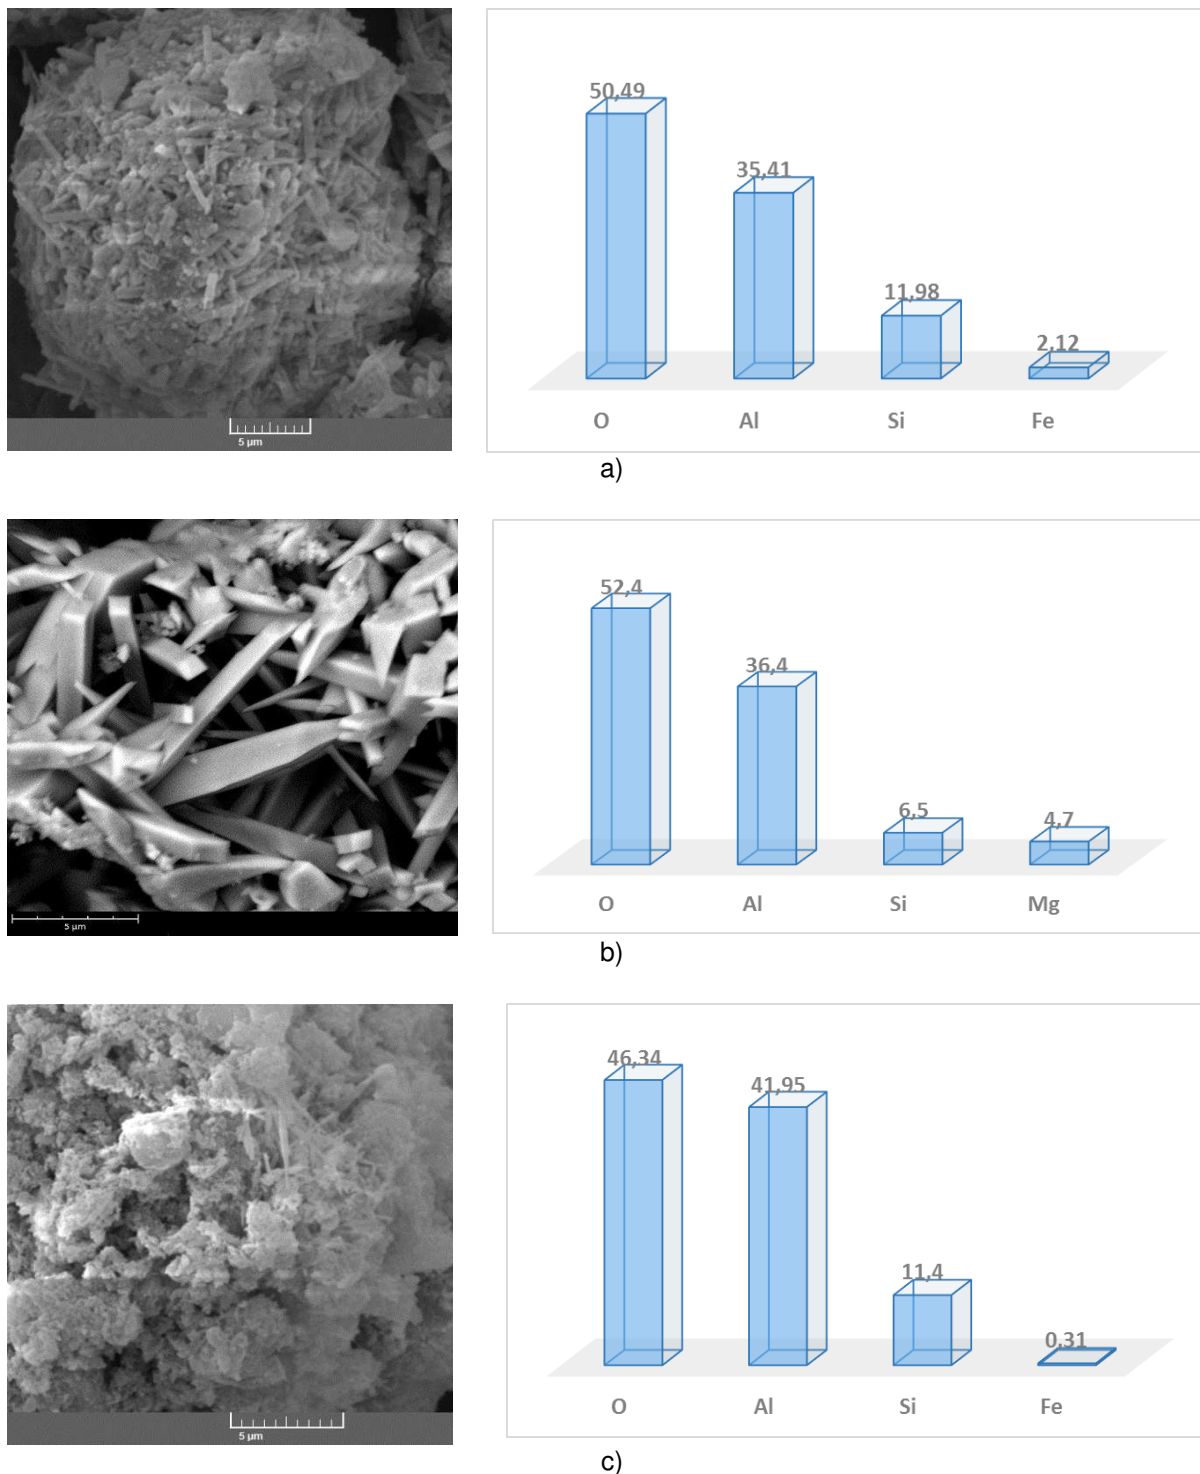 50,49
35,41
11,98
2,12
O Al Si Fe
5 µm
a)
52,4
36,4
6,5
4,7
O Al Si Mg
5 µm
b)
46,34
41,95
11,4
0,31
O Al Si Fe
5 µm
c)